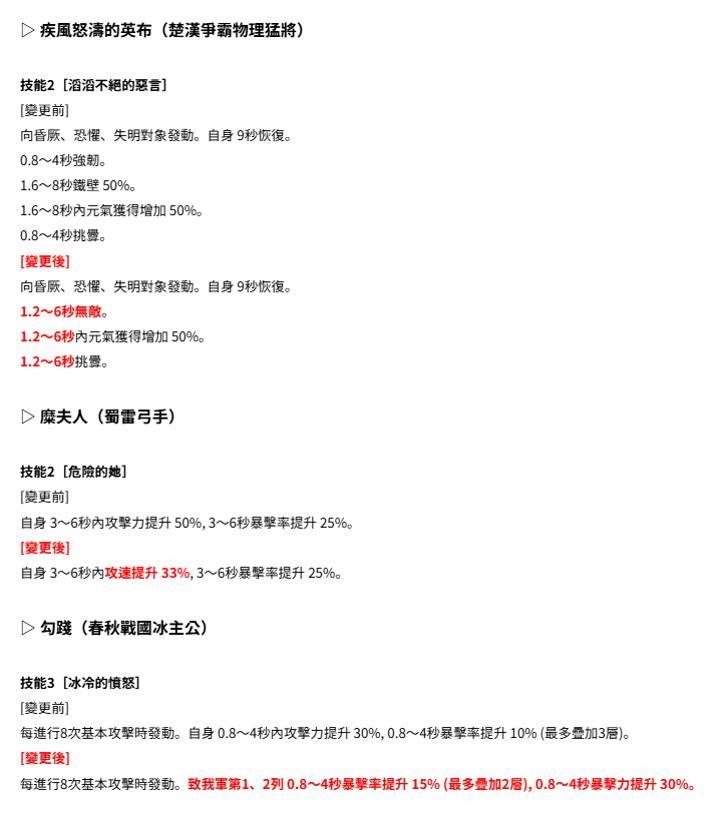 ▷ 疾風怒濤的英布（楚漢爭霸物理猛將）
技能2［滔滔不絕的惡言］
[變更前]
向昏厥、恐懼、失明對象發動。自身 9秒恢復。
0.8～4秒強韌。
1.6～8秒鐵壁 50%。
1.6～8秒內元氣獲得增加 50%。
0.8～4秒挑釁。
[變更後]
向昏厥、恐懼、失明對象發動。自身 9秒恢復。
1.2～6秒無敵。
1.2～6秒內元氣獲得增加 50%。
1.2～6秒挑釁。
▷ 糜夫人（蜀雷弓手）
技能2［危險的她］
[變更前]
自身 3～6秒內攻擊力提升 50%, 3～6秒暴擊率提升 25%。
[變更後]
自身 3～6秒內攻速提升 33%, 3～6秒暴擊率提升 25%。
▷ 勾踐（春秋戰國冰主公）
技能3［冰冷的憤怒］
[變更前]
每進行8次基本攻擊時發動。自身 0.8～4秒內攻擊力提升 30%, 0.8～4秒暴擊率提升 10% (最多疊加3層)。
[變更後]
每進行8次基本攻擊時發動。致我軍第1、2列 0.8～4秒暴擊率提升 15% (最多疊加2層), 0.8～4秒暴擊力提升 30%。